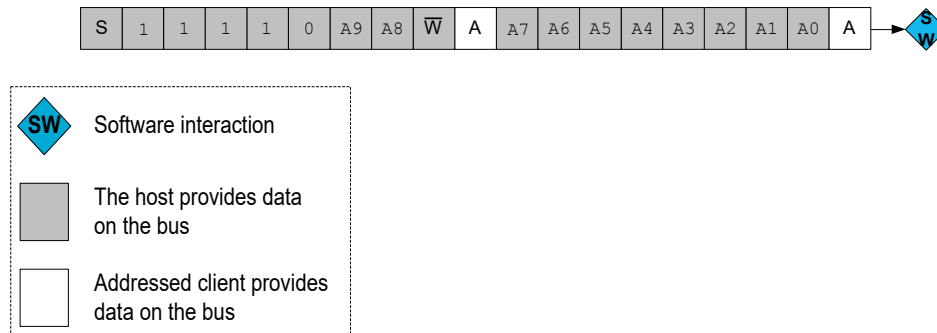 S 1 1 1 1 0 A9 A8 W̅ A A7 A6 A5 A4 A3 A2 A1 A0 A S
W
SW Software interaction
The host provides data
on the bus
Addressed client provides
data on the bus